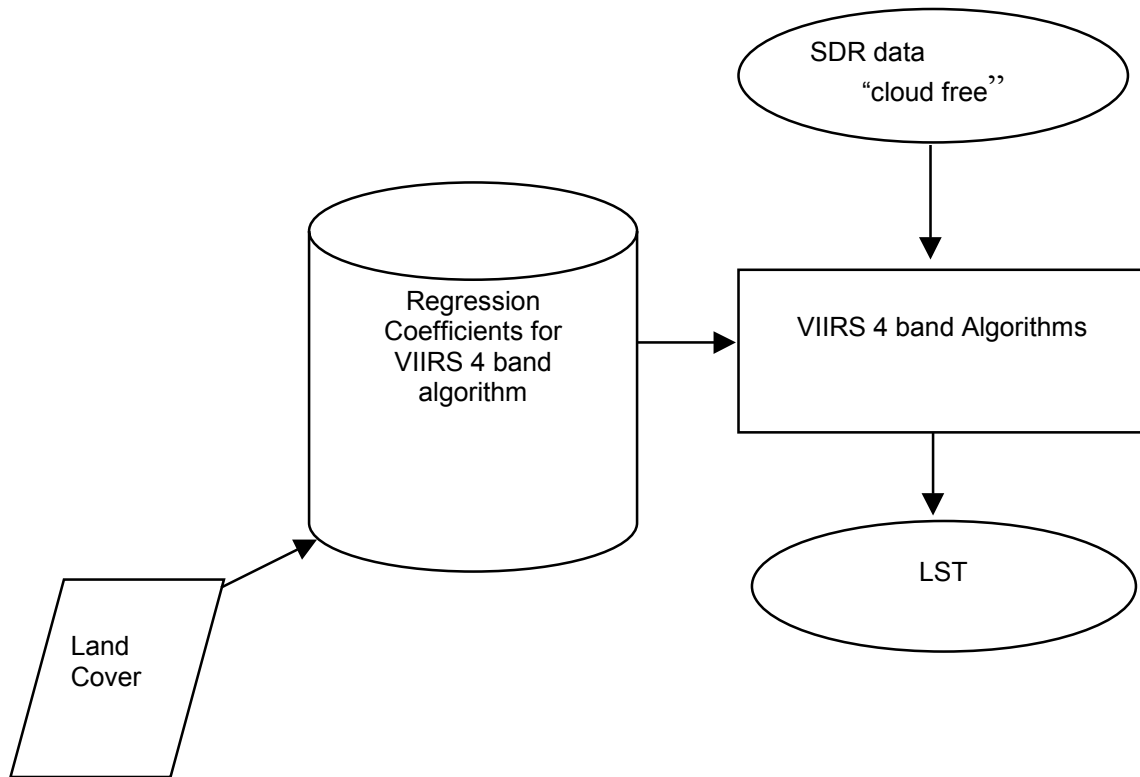 SDR data
“cloud free”
Regression
Coefficients for
VIIRS 4 band
algorithm
VIIRS 4 band Algorithms
LST
Land
Cover